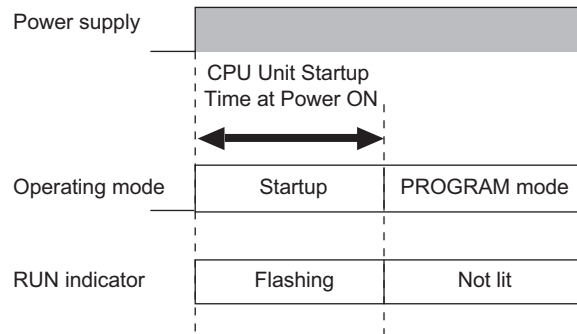 Power supply
CPU Unit Startup
Time at Power ON
Operating mode
Startup
PROGRAM mode
RUN indicator
Flashing
Not lit